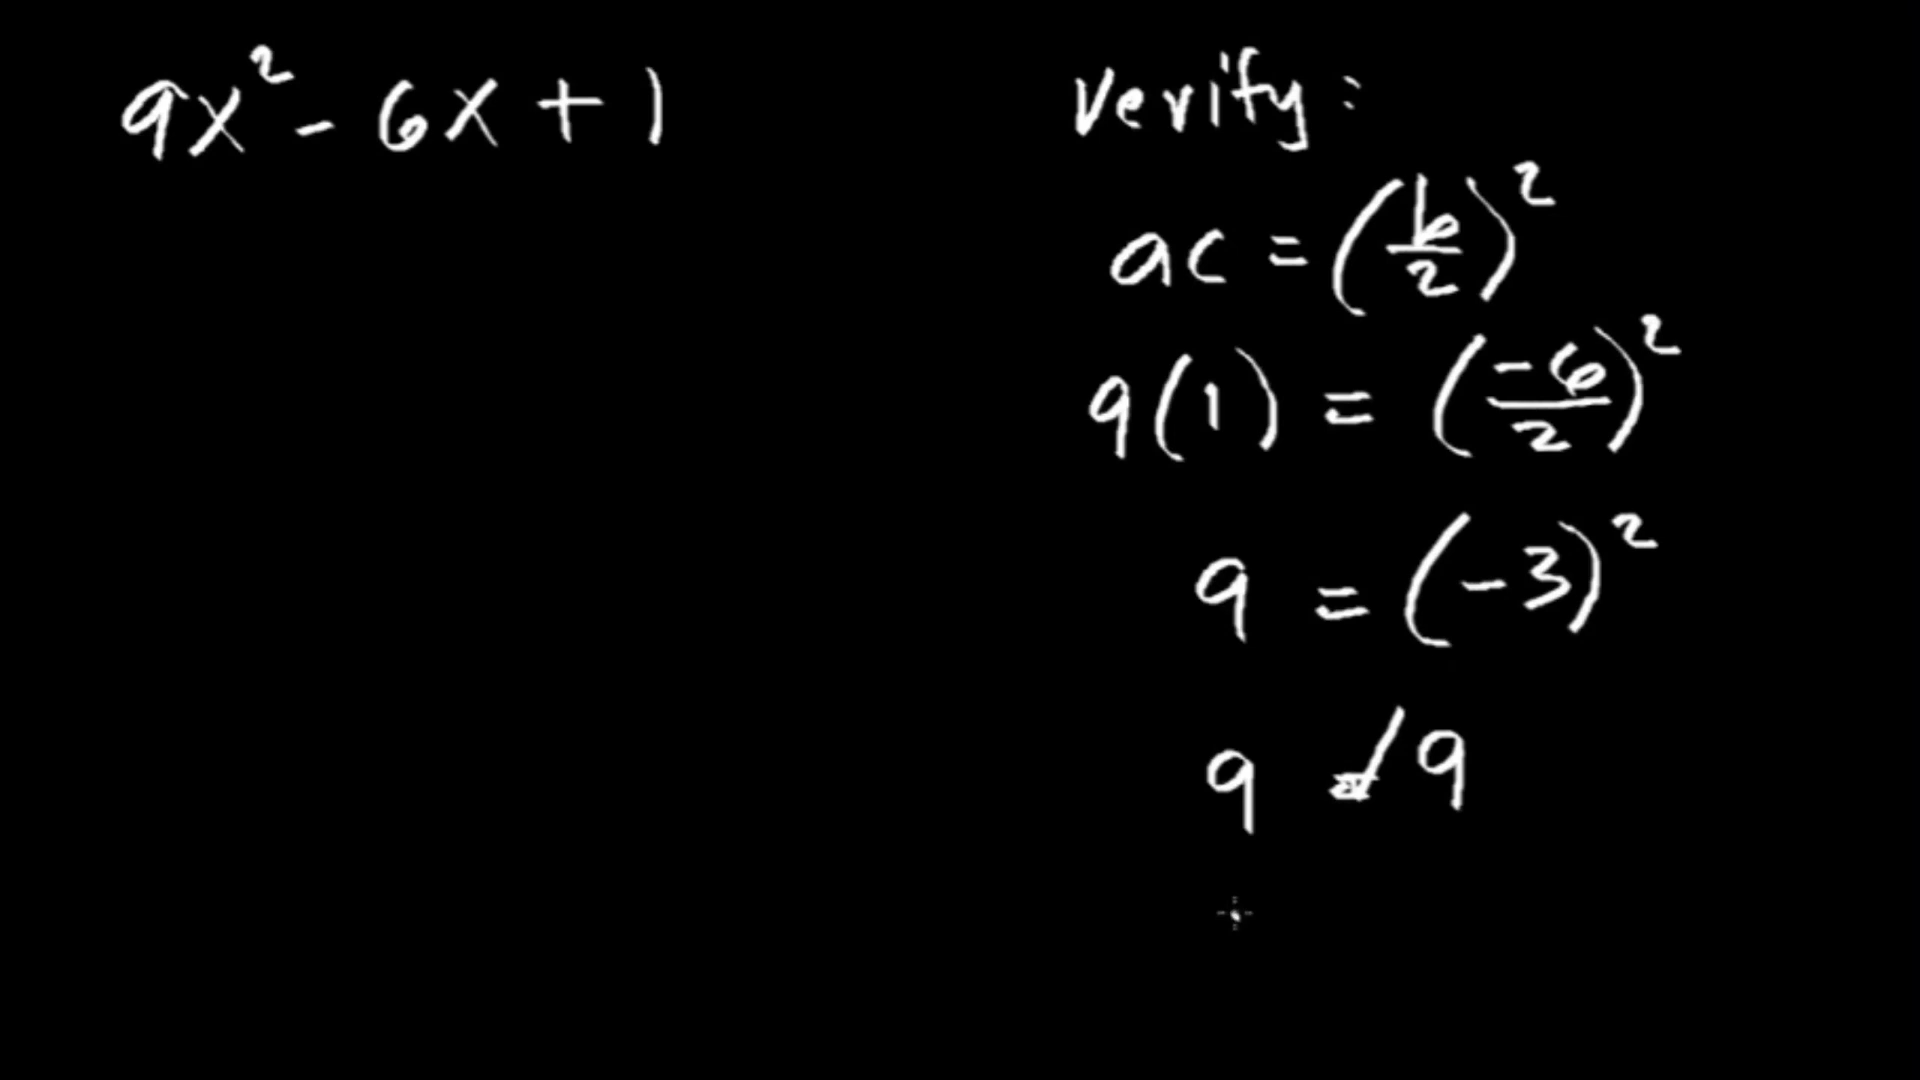 9x² - 6x + 1
Verify:
ac = (b/2)²
9(1) = (-6/2)²
9 = (-3)²
9 = 9